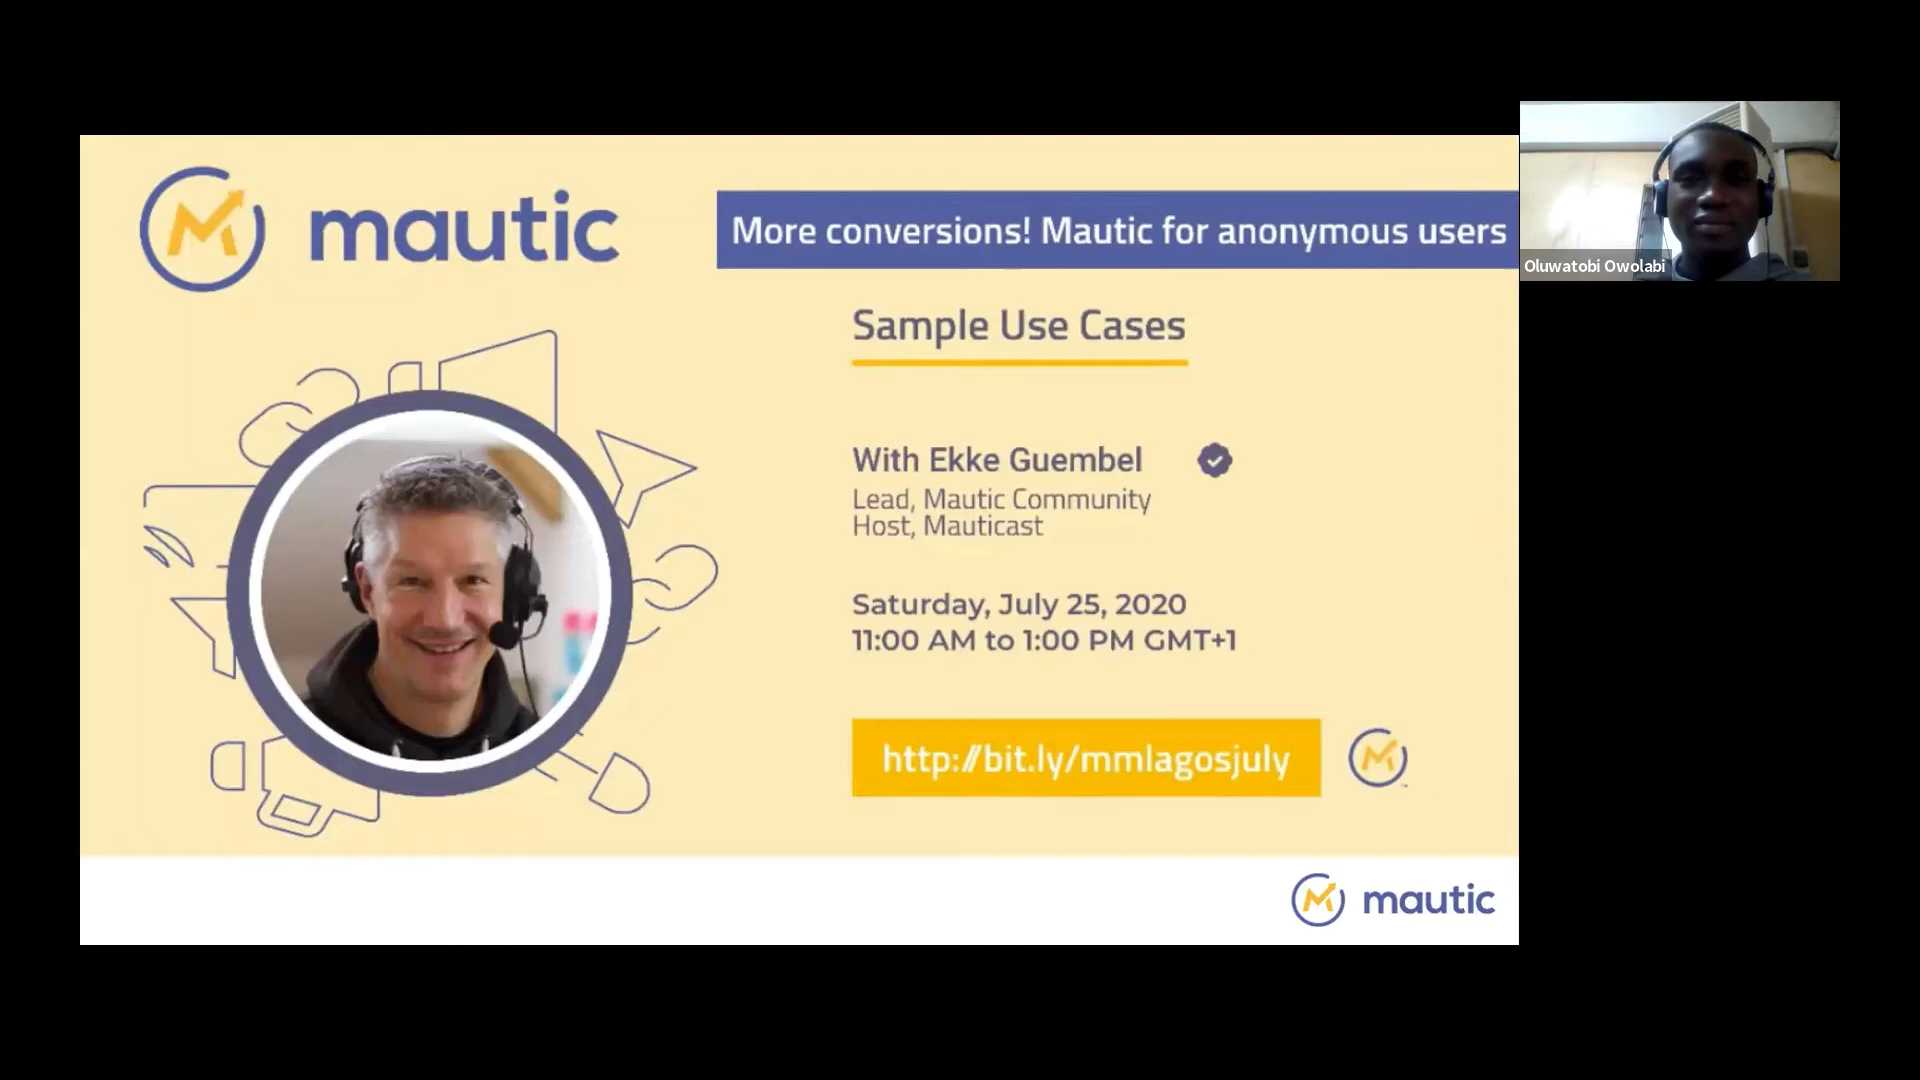 mautic
More conversions! Mautic for anonymous users
Sample Use Cases
With Ekke Guembel
Lead, Mautic Community
Host, Mauticast
Saturday, July 25, 2020
11:00 AM to 1:00 PM GMT+1
http://bit.ly/mmlagosjuly
mautic
Oluwatobi Owolabi